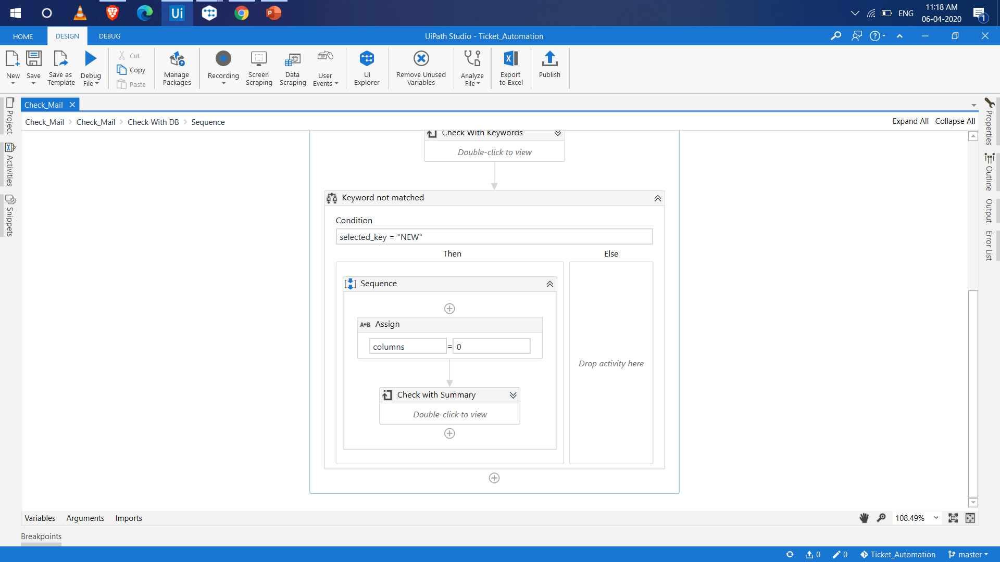 Ui
P
ENG
11:18 AM
06-04-2020
1
HOME
DESIGN
DEBUG
UiPath Studio - Ticket_Automation
New
Save
Save as
Template
Debug
File
Cut
Copy
Paste
Manage
Packages
Recording
Screen
Scraping
Data
Scraping
User
Events
UI
Explorer
Remove Unused
Variables
Analyze
File
Export
to Excel
Publish
Check_Mail
Check_Mail
Check_Mail
Check With DB
Sequence
Expand All
Collapse All
Project
Activities
Snippets
Properties
Outline
Output
Error List
Check With Keywords
Double-click to view
Keyword not matched
Condition
selected_key = "NEW"
Then
Else
Sequence
A B Assign
columns = 0
Check with Summary
Double-click to view
Drop activity here
Variables
Arguments
Imports
108.49%
Breakpoints
0
0
Ticket_Automation
master